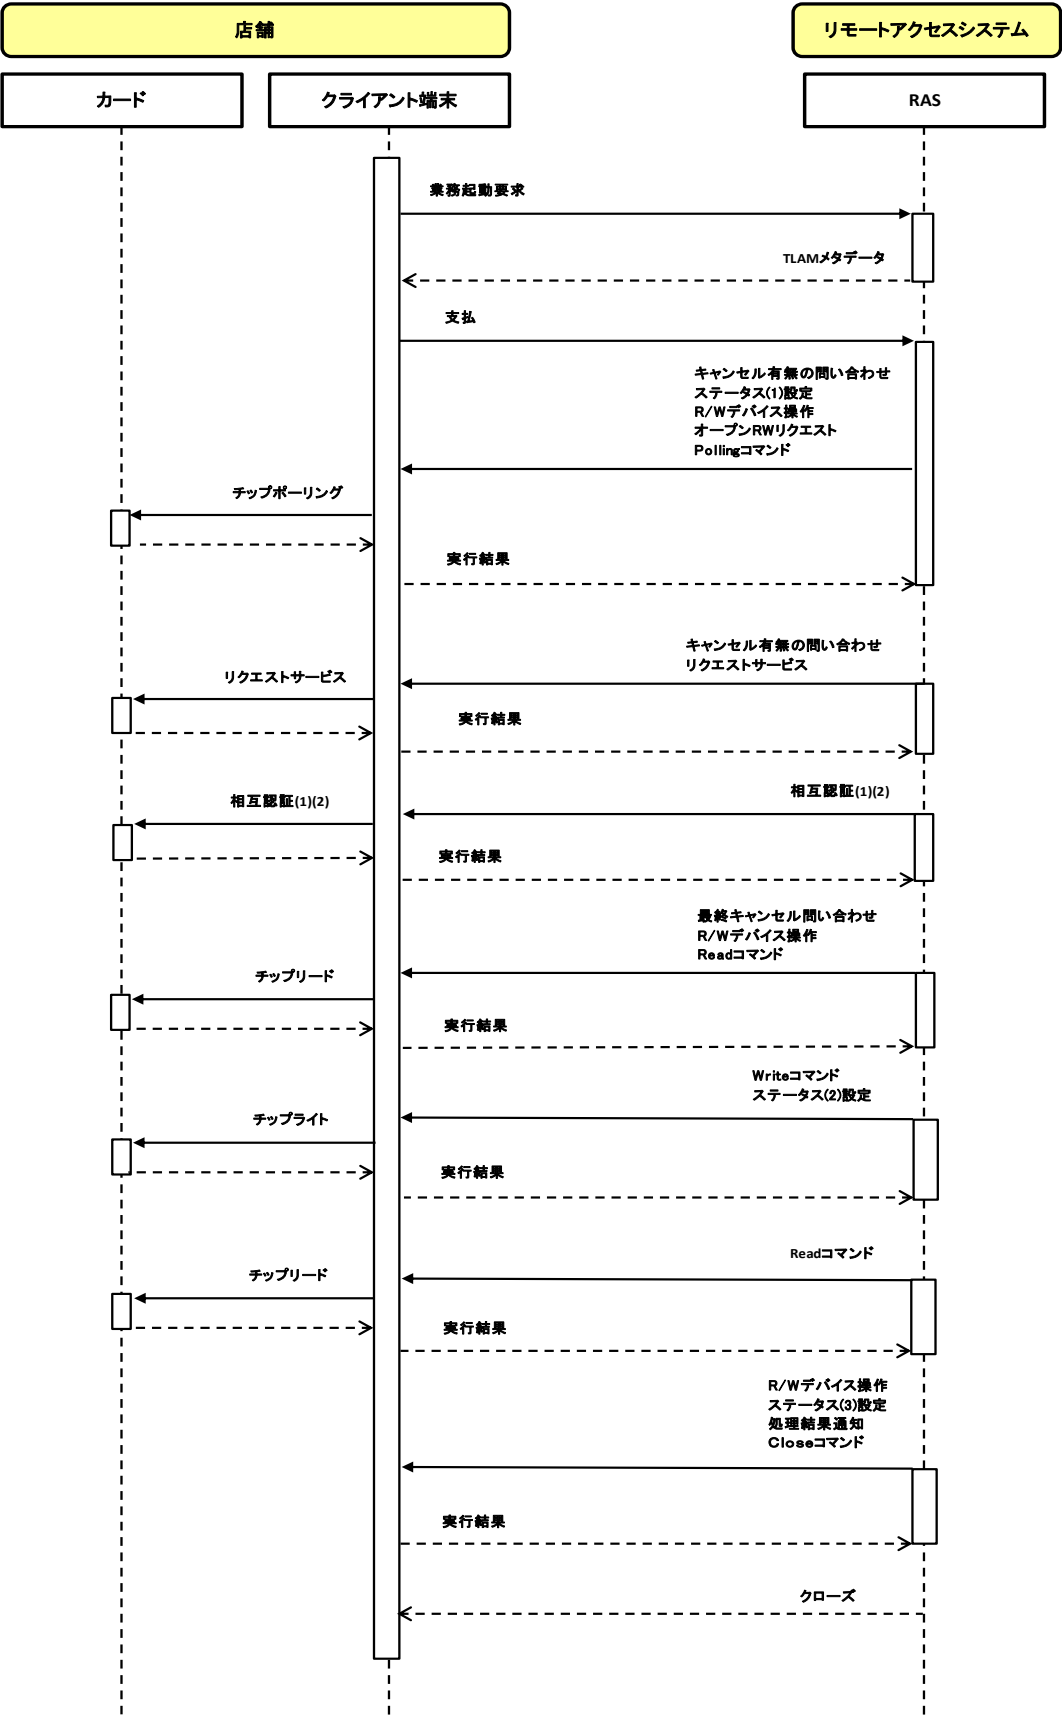 店舗
リモートアクセスシステム
カード
クライアント端末
RAS
業務起動要求
TLAMメタデータ
支払
キャンセル有無の問い合わせ
ステータス(1)設定
R/Wデバイス操作
オープンRWリクエスト
Pollingコマンド
チップポーリング
実行結果
キャンセル有無の問い合わせ
リクエストサービス
リクエストサービス
実行結果
相互認証(1)(2)
相互認証(1)(2)
実行結果
最終キャンセル問い合わせ
R/Wデバイス操作
Readコマンド
チップリード
実行結果
Writeコマンド
ステータス(2)設定
チップライト
実行結果
Readコマンド
チップリード
実行結果
R/Wデバイス操作
ステータス(3)設定
処理結果通知
Closeコマンド
実行結果
クローズ